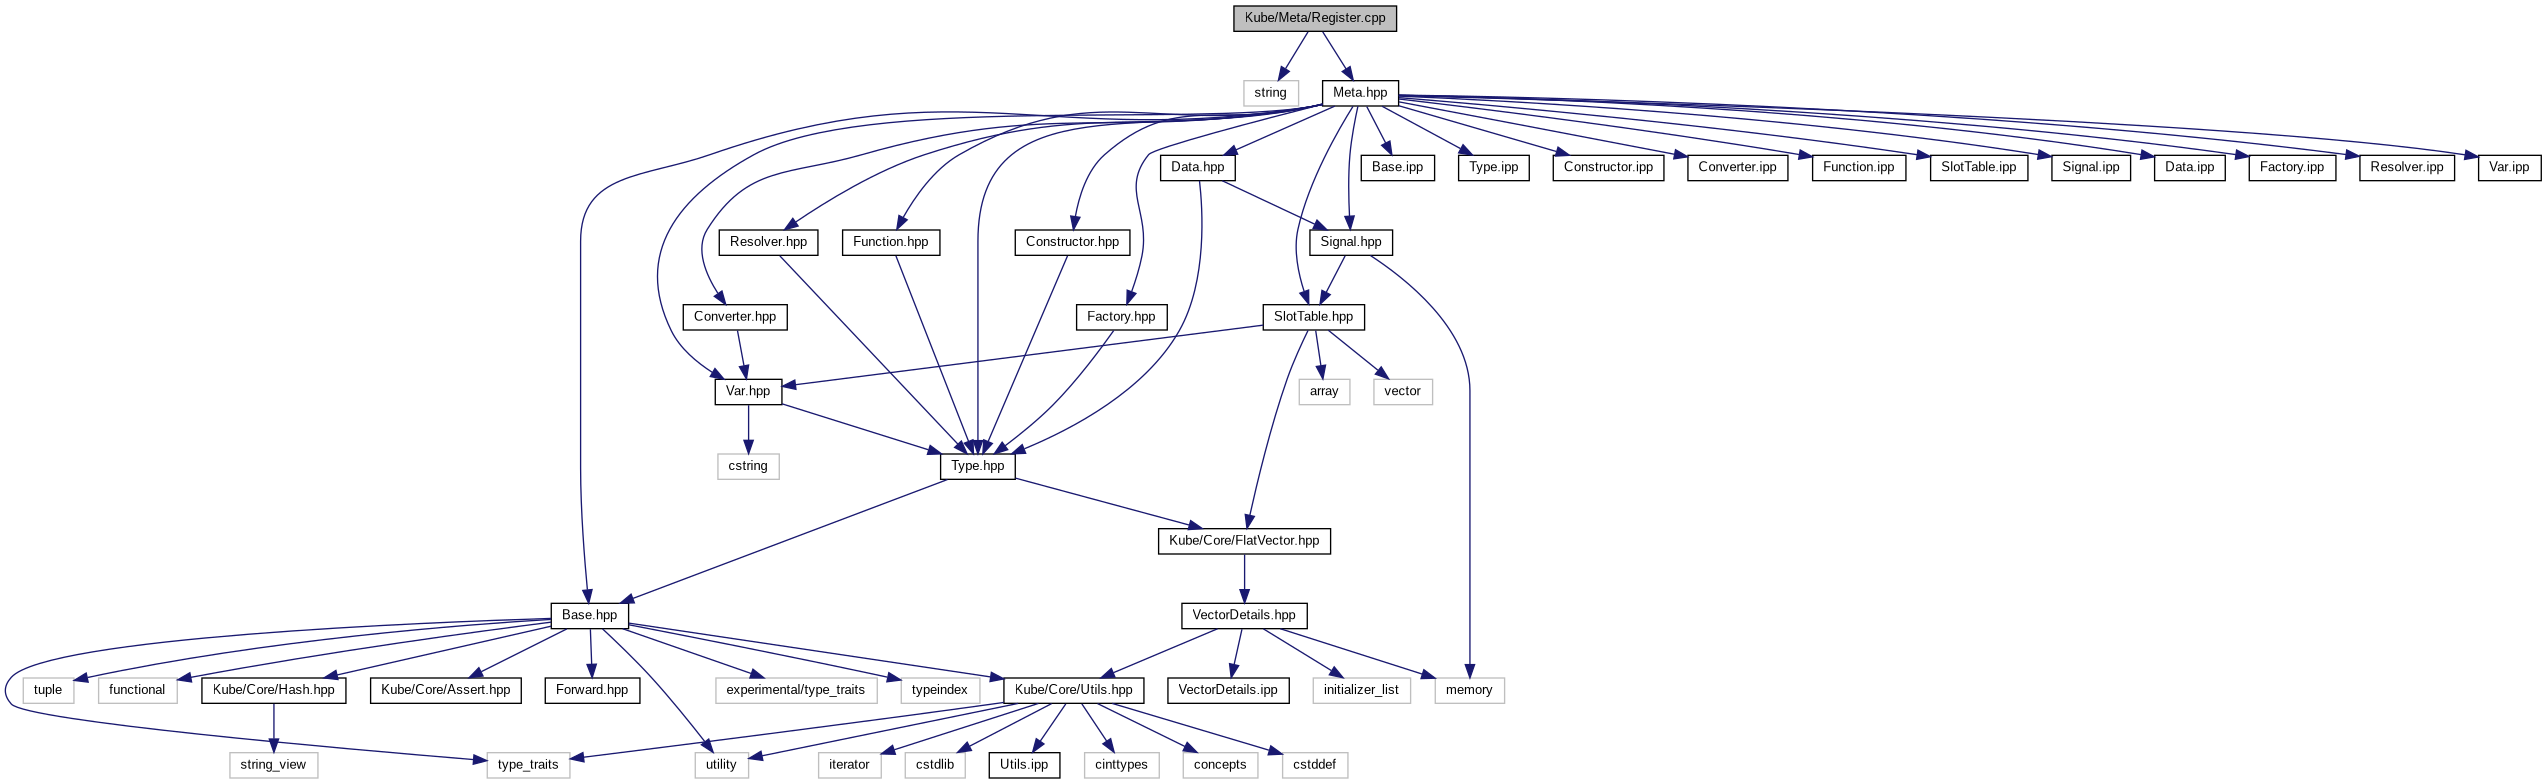 Kube/Meta/Register.cpp
string
Meta.hpp
Data.hpp
Base.ipp
Type.ipp
Constructor.ipp
Converter.ipp
Function.ipp
SlotTable.ipp
Signal.ipp
Data.ipp
Factory.ipp
Resolver.ipp
Var.ipp
Resolver.hpp
Function.hpp
Constructor.hpp
Signal.hpp
Converter.hpp
Factory.hpp
SlotTable.hpp
Var.hpp
array
vector
cstring
Type.hpp
Kube/Core/FlatVector.hpp
Base.hpp
VectorDetails.hpp
tuple
functional
Kube/Core/Hash.hpp
Kube/Core/Assert.hpp
Forward.hpp
experimental/type_traits
typeindex
Kube/Core/Utils.hpp
VectorDetails.ipp
initializer_list
memory
string_view
type_traits
utility
iterator
cstdlib
Utils.ipp
cinttypes
concepts
cstddef